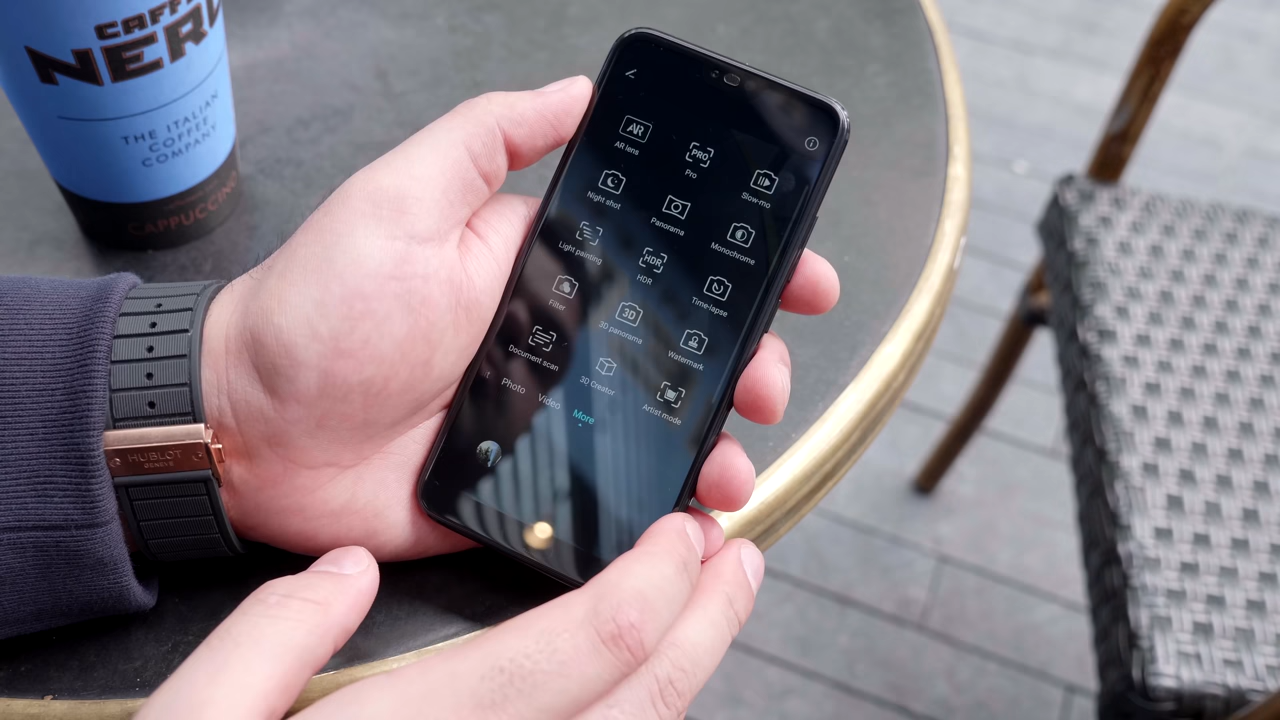 CAFF
NERO
THE ITALIAN
COFFEE
COMPANY
CAPPUCCINO
HUBLOT
GENEVE
AR
AR lens
PRO
Pro
Slow-mo
Night shot
Panorama
Monochrome
Light painting
HDR
HDR
Time-lapse
Filter
3D
3D panorama
Watermark
Document scan
3D Creator
Artist mode
Photo
Video
More